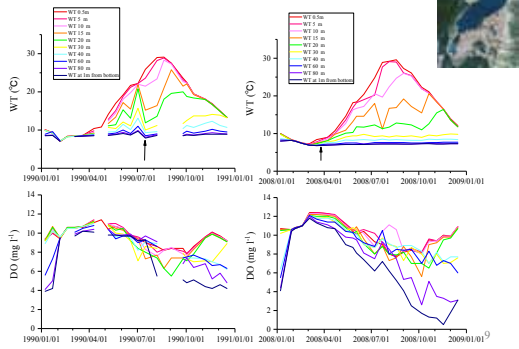 WT 0.5m
WT 5 m
WT 10 m
WT 15 m
WT 20 m
WT 30 m
WT 40 m
WT 60 m
WT 80 m
WT at 1m from bottom
WT (℃)
30
20
10
0
1990/01/01 1990/04/01 1990/07/01 1990/10/01 1991/01/01
WT 0.5m
WT 5 m
WT 10 m
WT 15 m
WT 20 m
WT 30 m
WT 40 m
WT 60 m
WT 80 m
WT at 1m from bottom
WT (℃)
30
20
10
0
2008/01/01 2008/04/01 2008/07/01 2008/10/01 2009/01/01
DO (mg l⁻¹)
14
12
10
8
6
4
2
0
1990/01/01 1990/04/01 1990/07/01 1990/10/01 1991/01/01
DO (mg l⁻¹)
14
12
10
8
6
4
2
0
2008/01/01 2008/04/01 2008/07/01 2008/10/01 2009/01/01
9